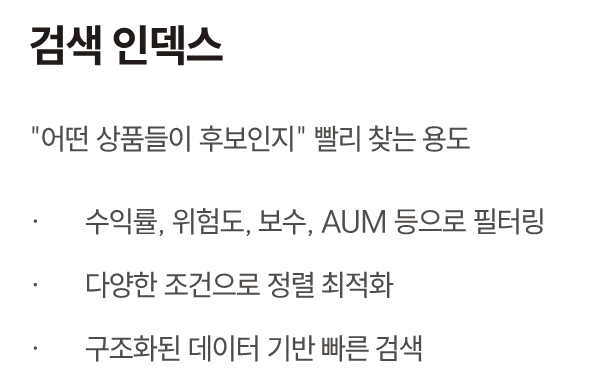 검색 인덱스
"어떤 상품들이 후보인지" 빨리 찾는 용도
· 수익률, 위험도, 보수, AUM 등으로 필터링
· 다양한 조건으로 정렬 최적화
· 구조화된 데이터 기반 빠른 검색